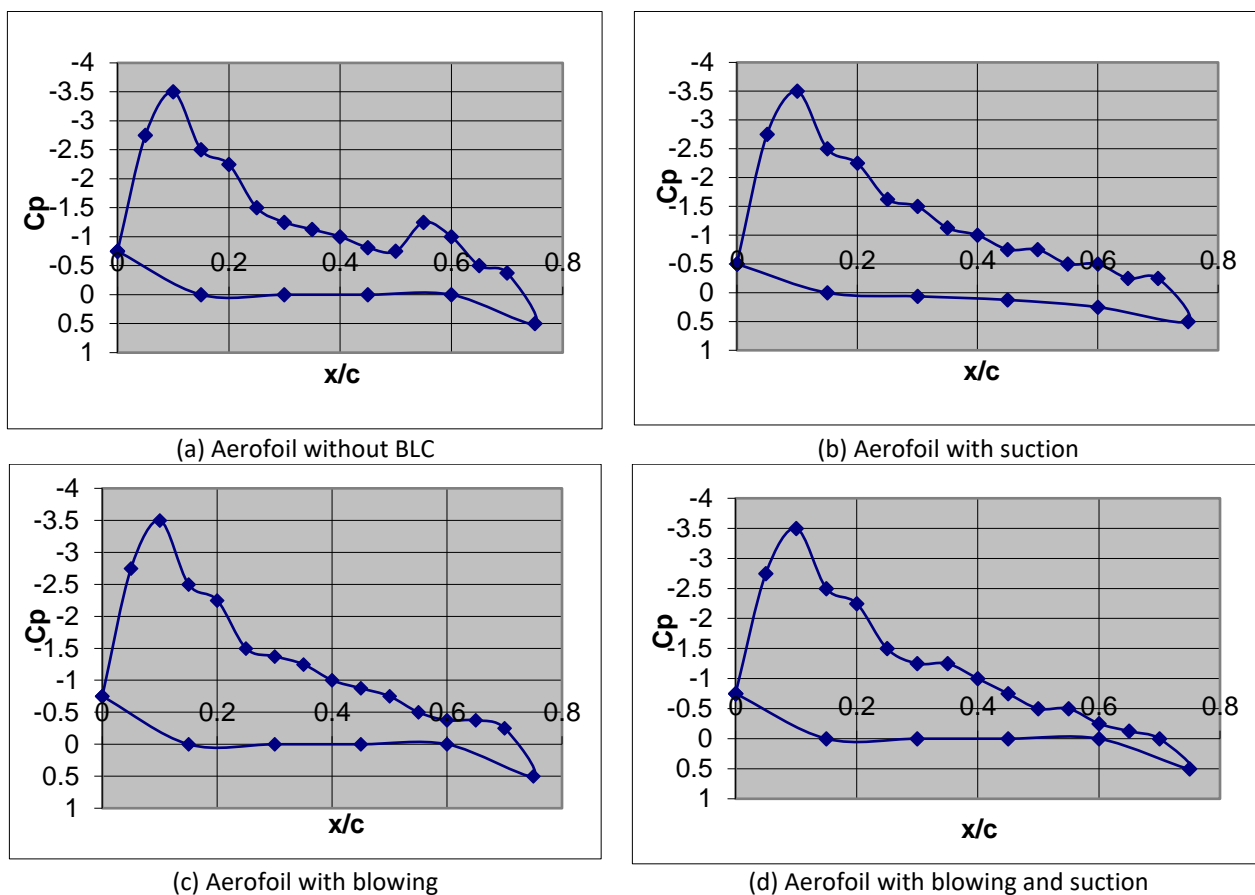 -4
-3.5
-3
-2.5
-2
-1.5
-1
-0.5
0
0.5
1
Cp
0 0.2 0.4 0.6 0.8
x/c
(a) Aerofoil without BLC
-4
-3.5
-3
-2.5
-2
-1.5
-1
-0.5
0
0.5
1
Cp
0 0.2 0.4 0.6 0.8
x/c
(b) Aerofoil with suction
-4
-3.5
-3
-2.5
-2
-1.5
-1
-0.5
0
0.5
1
Cp
0 0.2 0.4 0.6 0.8
x/c
(c) Aerofoil with blowing
-4
-3.5
-3
-2.5
-2
-1.5
-1
-0.5
0
0.5
1
Cp
0 0.2 0.4 0.6 0.8
x/c
(d) Aerofoil with blowing and suction